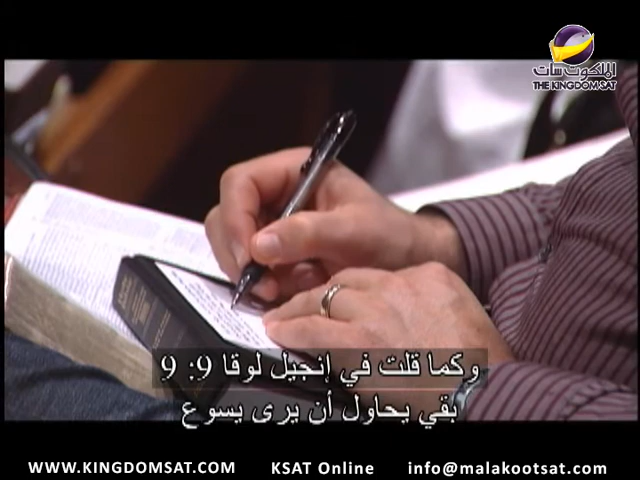 الملكوت سات
THE KINGDOM SAT
وكما قلت في إنجيل لوقا 9: 9
بقي يحاول أن يرى يسوع
WWW.KINGDOMSAT.COM KSAT Online info@malakootsat.com